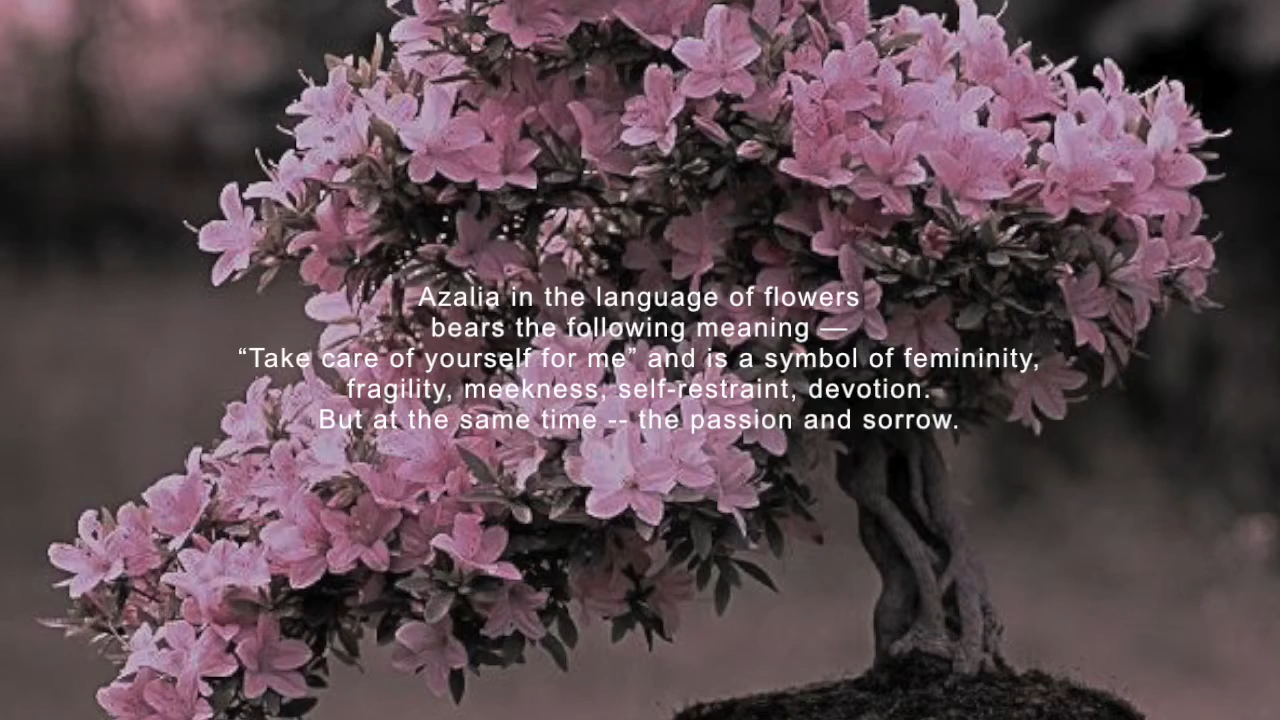 Azalia in the language of flowers
bears the following meaning —
“Take care of yourself for me” and is a symbol of femininity,
fragility, meekness, self-restraint, devotion.
But at the same time -- the passion and sorrow.